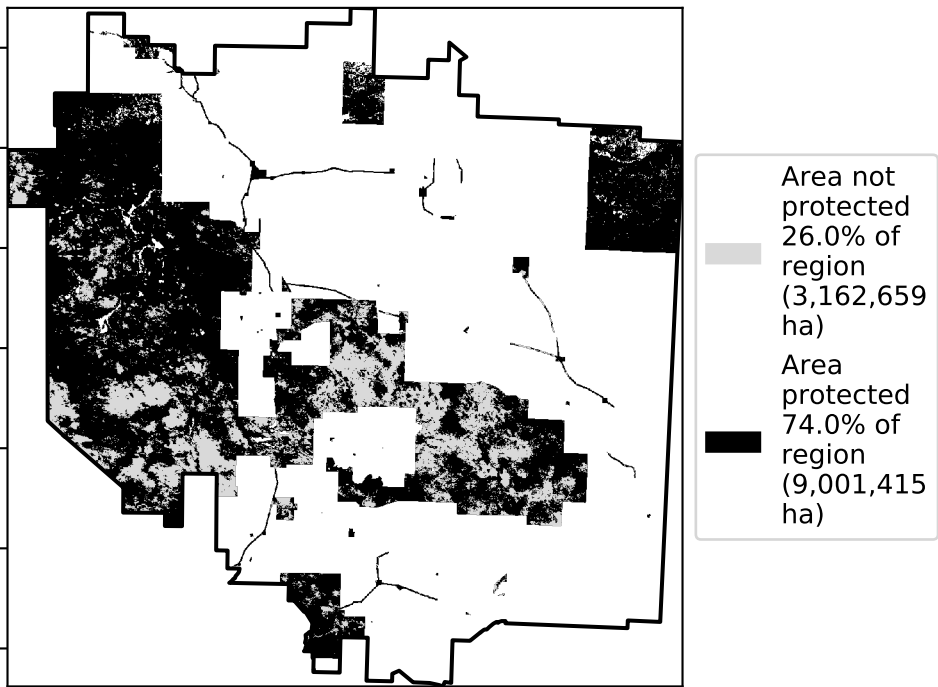 Area not
protected
26.0% of
region
(3,162,659
ha)
Area
protected
74.0% of
region
(9,001,415
ha)